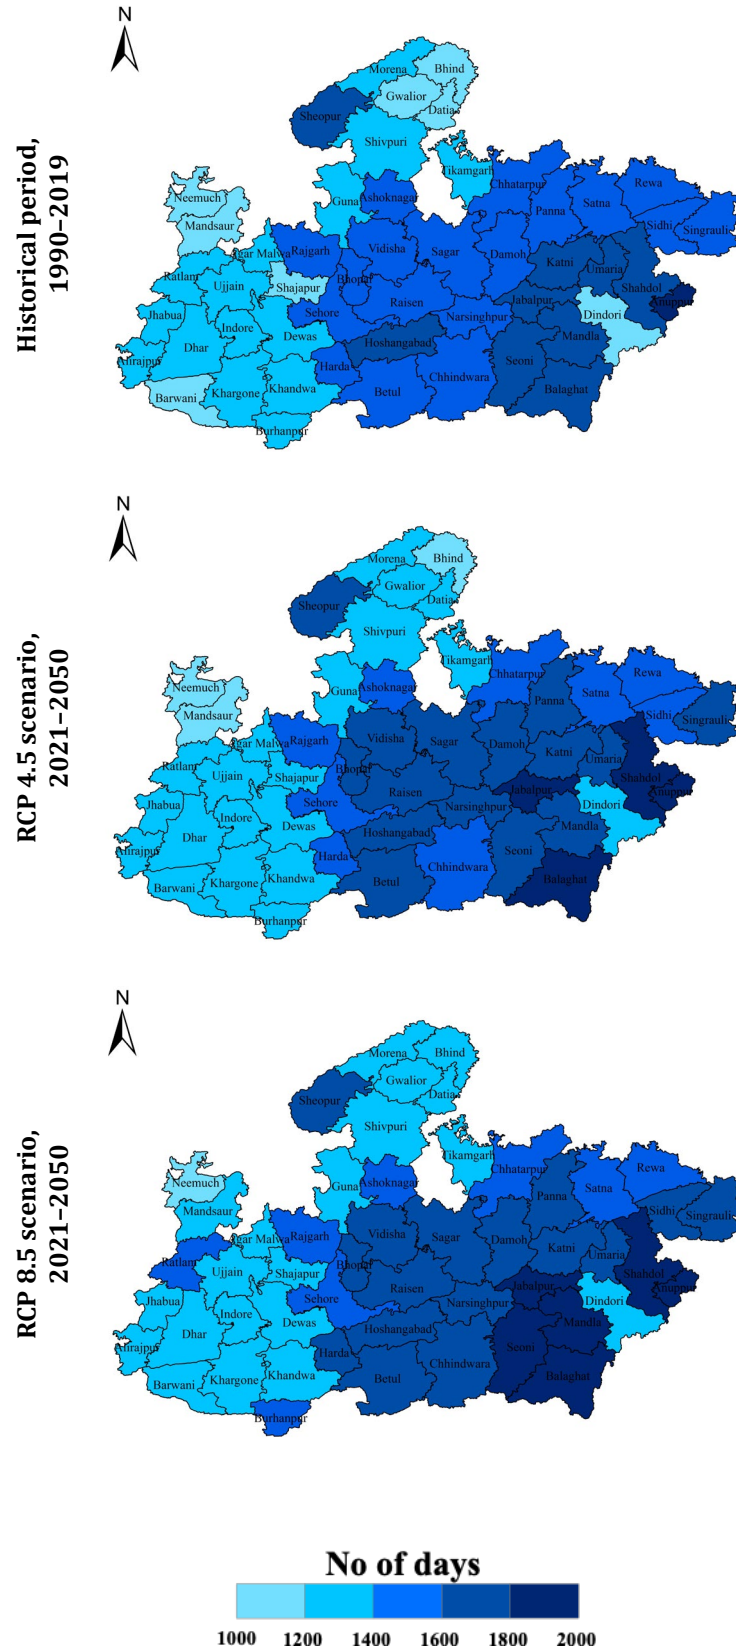 N
Historical period,
1990–2019
Morena
Bhind
Gwalior
Datia
Sheopur
Shivpuri
Tikamgarh
Guna
Ashoknagar
Chhatarpur
Panna
Satna
Rewa
Sidhi
Singrauli
Neemuch
Mandsaur
Agar Malwa
Rajgarh
Vidisha
Sagar
Damoh
Katni
Umaria
Shahdol
Anuppur
Ratlam
Ujjain
Shajapur
Bhopal
Raisen
Narsinghpur
Jabalpur
Dindori
Jhabua
Indore
Dewas
Sehore
Hoshangabad
Mandla
Alirajpur
Dhar
Harda
Seoni
Barwani
Khargone
Khandwa
Betul
Chhindwara
Balaghat
Burhanpur
N
RCP 4.5 scenario,
2021–2050
Morena
Bhind
Gwalior
Datia
Sheopur
Shivpuri
Tikamgarh
Guna
Ashoknagar
Chhatarpur
Panna
Satna
Rewa
Sidhi
Singrauli
Neemuch
Mandsaur
Agar Malwa
Rajgarh
Vidisha
Sagar
Damoh
Katni
Umaria
Shahdol
Anuppur
Ratlam
Ujjain
Shajapur
Bhopal
Raisen
Narsinghpur
Jabalpur
Dindori
Jhabua
Indore
Dewas
Sehore
Hoshangabad
Mandla
Alirajpur
Dhar
Harda
Seoni
Barwani
Khargone
Khandwa
Betul
Chhindwara
Balaghat
Burhanpur
N
RCP 8.5 scenario,
2021–2050
Morena
Bhind
Gwalior
Datia
Sheopur
Shivpuri
Tikamgarh
Guna
Ashoknagar
Chhatarpur
Panna
Satna
Rewa
Sidhi
Singrauli
Neemuch
Mandsaur
Agar Malwa
Rajgarh
Vidisha
Sagar
Damoh
Katni
Umaria
Shahdol
Anuppur
Ratlam
Ujjain
Shajapur
Bhopal
Raisen
Narsinghpur
Jabalpur
Dindori
Jhabua
Indore
Dewas
Sehore
Hoshangabad
Mandla
Alirajpur
Dhar
Harda
Seoni
Barwani
Khargone
Khandwa
Betul
Chhindwara
Balaghat
Burhanpur
No of days
1000 1200 1400 1600 1800 2000